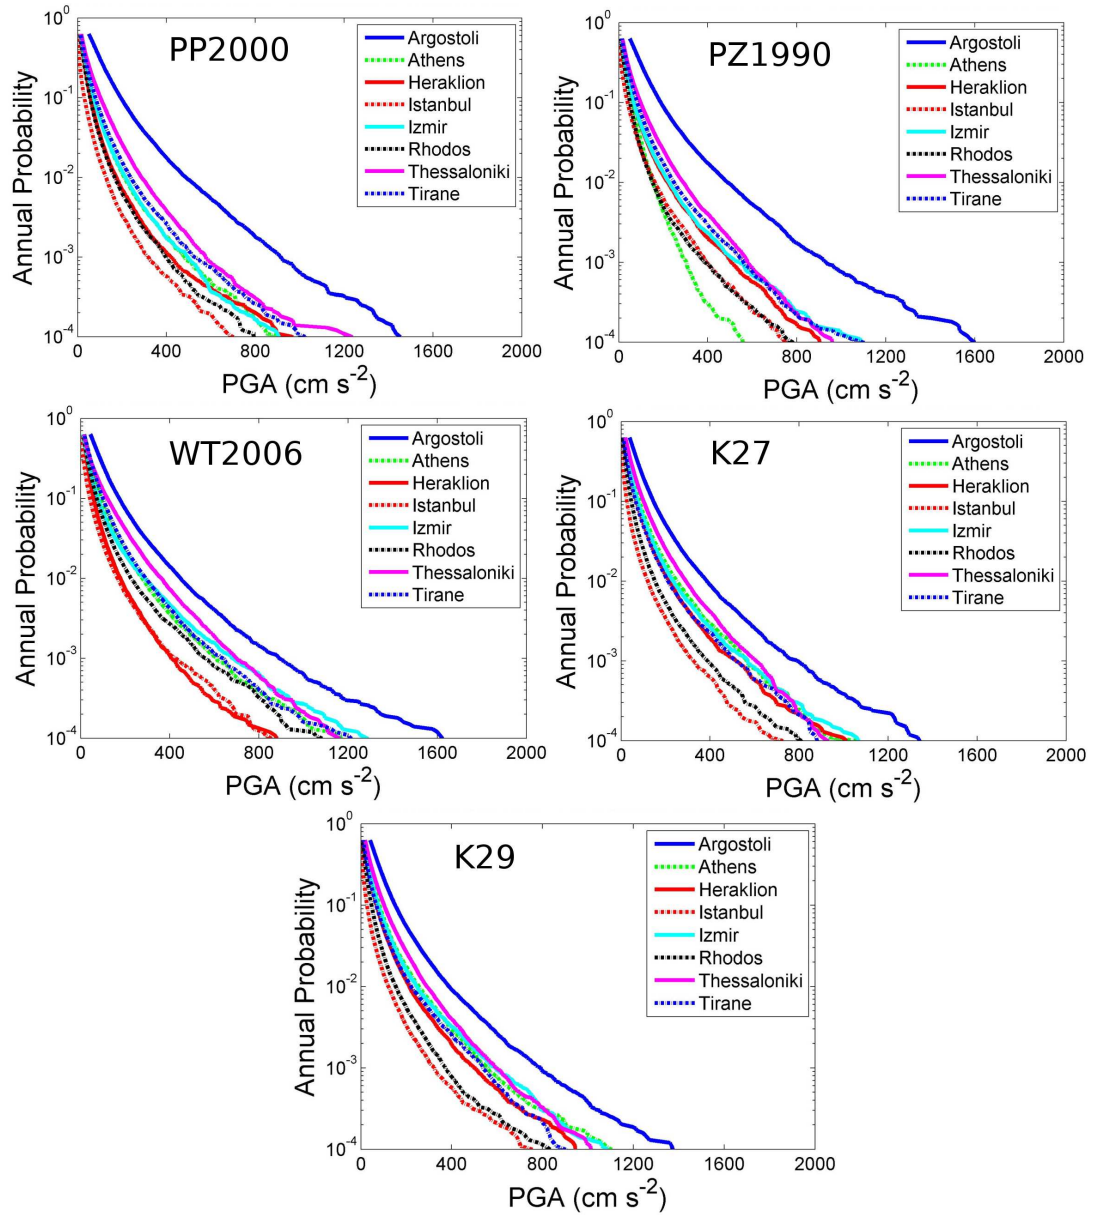 PP2000
Annual Probability
10^0
10^-1
10^-2
10^-3
10^-4
Argostoli
Athens
Heraklion
Istanbul
Izmir
Rhodos
Thessaloniki
Tirane
0 400 800 1200 1600 2000
PGA (cm s^-2)
PZ1990
Annual Probability
10^0
10^-1
10^-2
10^-3
10^-4
Argostoli
Athens
Heraklion
Istanbul
Izmir
Rhodos
Thessaloniki
Tirane
0 400 800 1200 1600 2000
PGA (cm s^-2)
WT2006
Annual Probability
10^0
10^-1
10^-2
10^-3
10^-4
Argostoli
Athens
Heraklion
Istanbul
Izmir
Rhodos
Thessaloniki
Tirane
0 400 800 1200 1600 2000
PGA (cm s^-2)
K27
Annual Probability
10^0
10^-1
10^-2
10^-3
10^-4
Argostoli
Athens
Heraklion
Istanbul
Izmir
Rhodos
Thessaloniki
Tirane
0 400 800 1200 1600 2000
PGA (cm s^-2)
K29
Annual Probability
10^0
10^-1
10^-2
10^-3
10^-4
Argostoli
Athens
Heraklion
Istanbul
Izmir
Rhodos
Thessaloniki
Tirane
0 400 800 1200 1600 2000
PGA (cm s^-2)